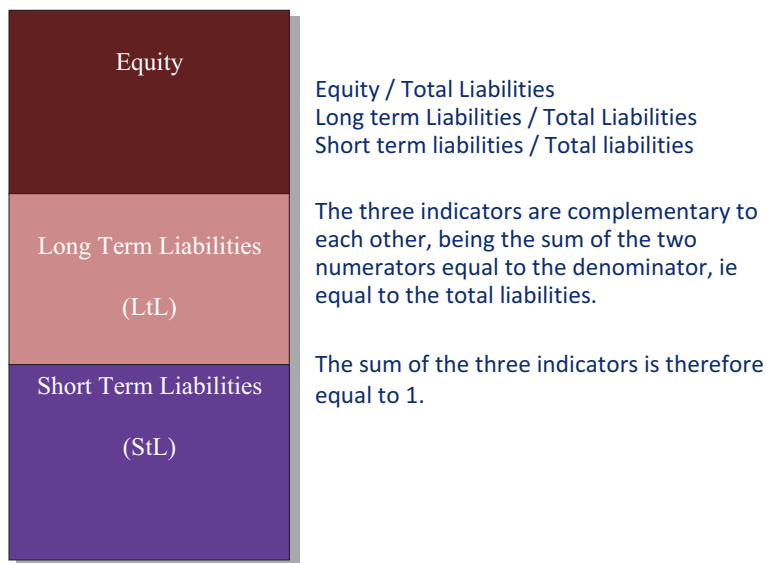 Equity
Long Term Liabilities
(LtL)
Short Term Liabilities
(StL)
Equity / Total Liabilities
Long term Liabilities / Total Liabilities
Short term liabilities / Total liabilities
The three indicators are complementary to
each other, being the sum of the two
numerators equal to the denominator, ie
equal to the total liabilities.
The sum of the three indicators is therefore
equal to 1.